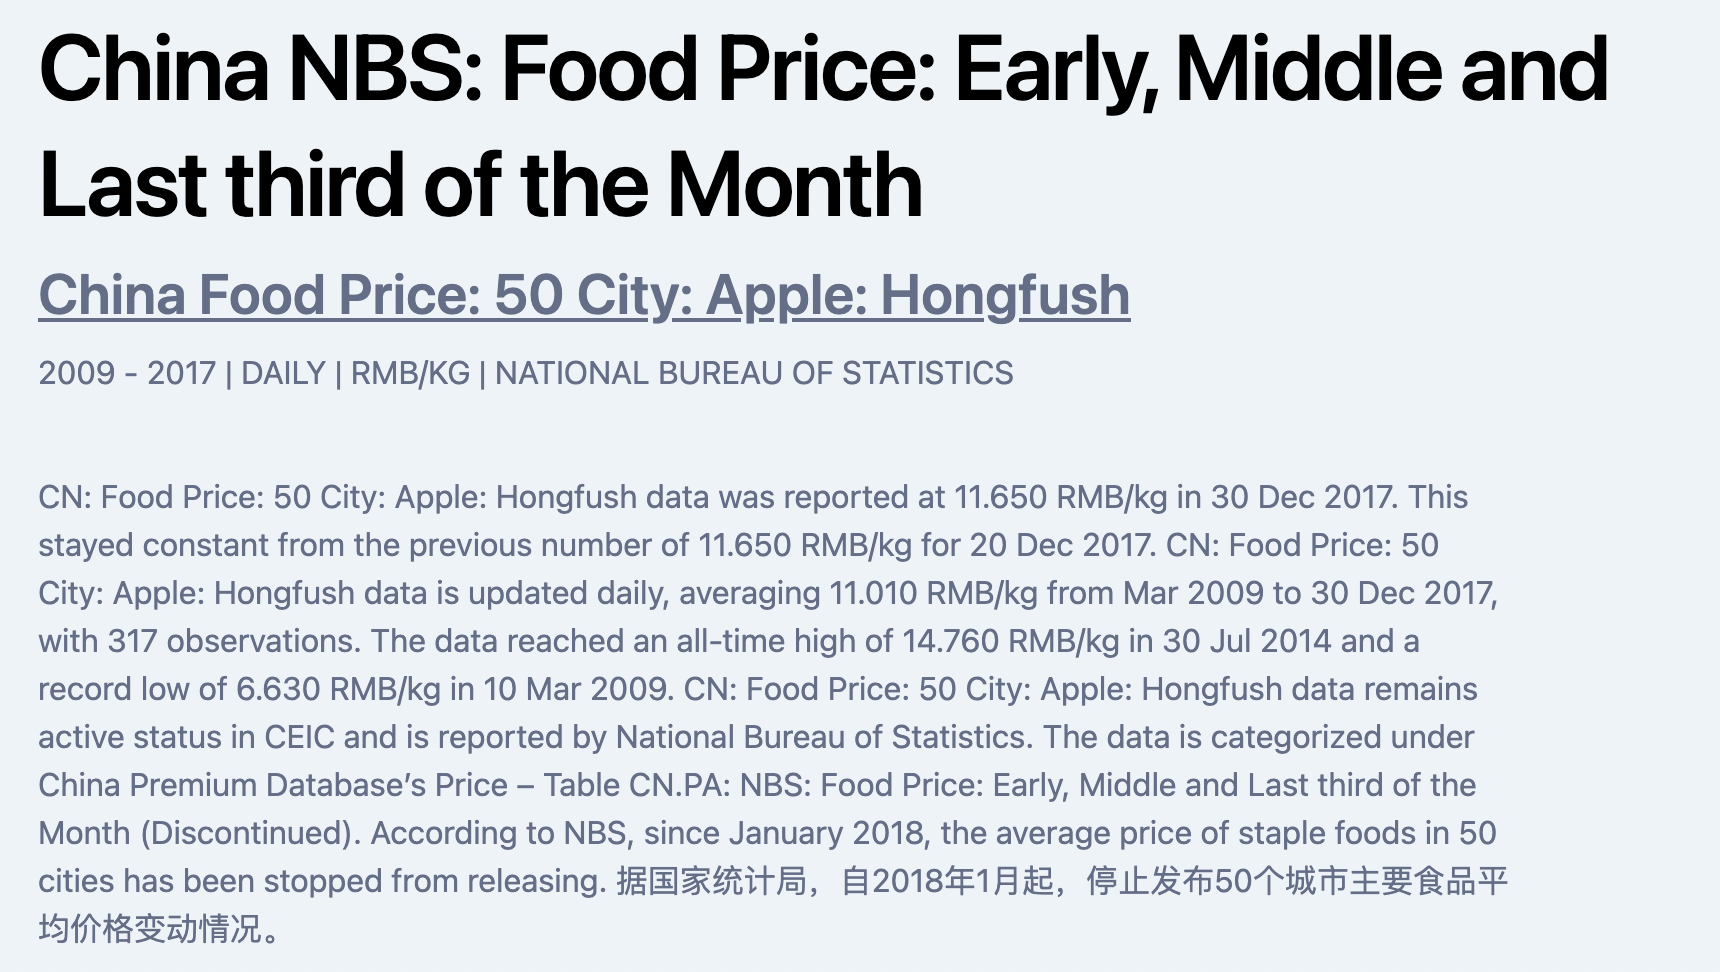 China NBS: Food Price: Early, Middle and
Last third of the Month
China Food Price: 50 City: Apple: Hongfush
2009 - 2017 | DAILY | RMB/KG | NATIONAL BUREAU OF STATISTICS
CN: Food Price: 50 City: Apple: Hongfush data was reported at 11.650 RMB/kg in 30 Dec 2017. This
stayed constant from the previous number of 11.650 RMB/kg for 20 Dec 2017. CN: Food Price: 50
City: Apple: Hongfush data is updated daily, averaging 11.010 RMB/kg from Mar 2009 to 30 Dec 2017,
with 317 observations. The data reached an all-time high of 14.760 RMB/kg in 30 Jul 2014 and a
record low of 6.630 RMB/kg in 10 Mar 2009. CN: Food Price: 50 City: Apple: Hongfush data remains
active status in CEIC and is reported by National Bureau of Statistics. The data is categorized under
China Premium Database’s Price – Table CN.PA: NBS: Food Price: Early, Middle and Last third of the
Month (Discontinued). According to NBS, since January 2018, the average price of staple foods in 50
cities has been stopped from releasing. 据国家统计局，自2018年1月起，停止发布50个城市主要食品平
均价格变动情况。